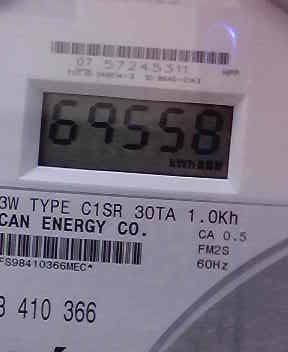 07 57245311
69558
kWh
3W TYPE C1SR 30TA 1.0Kh
CAN ENERGY CO.
CA 0.5
FM2S
FS98410366MEC*
60Hz
8 410 366